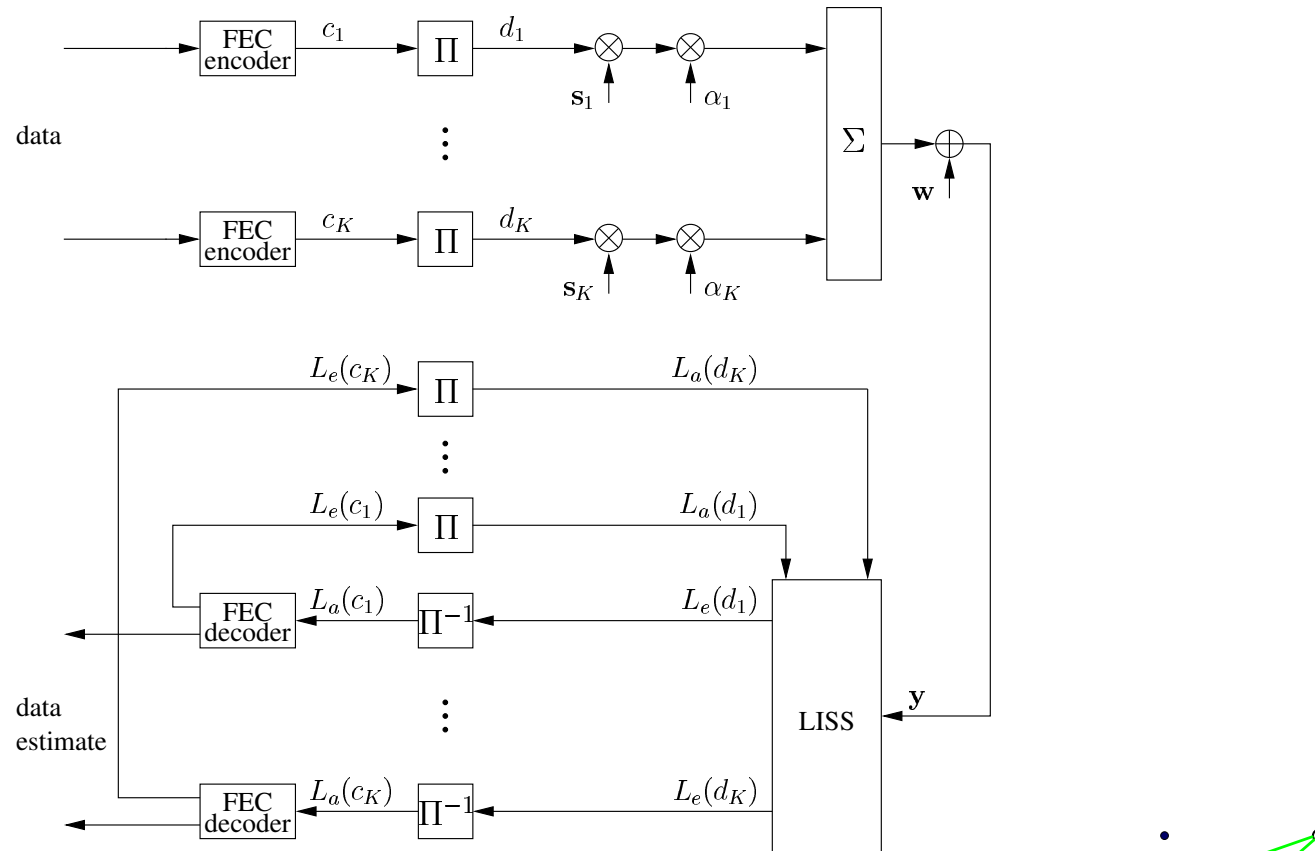 FEC
encoder
c_1
Π
d_1
s_1
α_1
data
Σ
w
FEC
encoder
c_K
Π
d_K
s_K
α_K
L_e(c_K)
Π
L_a(d_K)
L_e(c_1)
Π
L_a(d_1)
FEC
decoder
L_a(c_1)
Π^{-1}
L_e(d_1)
data
estimate
LISS
y
FEC
decoder
L_a(c_K)
Π^{-1}
L_e(d_K)